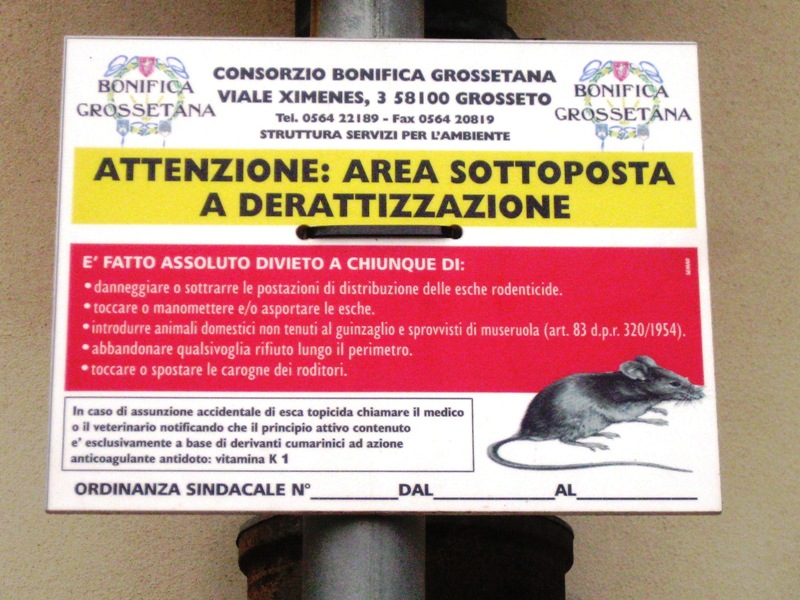 BONIFICA
GROSSETANA
CONSORZIO BONIFICA GROSSETANA
VIALE XIMENES, 3 58100 GROSSETO
Tel. 0564 22189 - Fax 0564 20819
STRUTTURA SERVIZI PER L'AMBIENTE
BONIFICA
GROSSETANA
ATTENZIONE: AREA SOTTOPOSTA
A DERATTIZZAZIONE
E' FATTO ASSOLUTO DIVIETO A CHIUNQUE DI:
• danneggiare o sottrarre le postazioni di distribuzione delle esche rodenticide.
• toccare o manomettere e/o asportare le esche.
• introdurre animali domestici non tenuti al guinzaglio e sprovvisti di museruola (art. 83 d.p.r. 320/1954).
• abbandonare qualsivoglia rifiuto lungo il perimetro.
• toccare o spostare le carogne dei roditori.
In caso di assunzione accidentale di esca topicida chiamare il medico
o il veterinario notificando che il principio attivo contenuto
e' esclusivamente a base di derivanti cumarinici ad azione
anticoagulante antidoto: vitamina K 1
ORDINANZA SINDACALE N°_________DAL____________AL____________